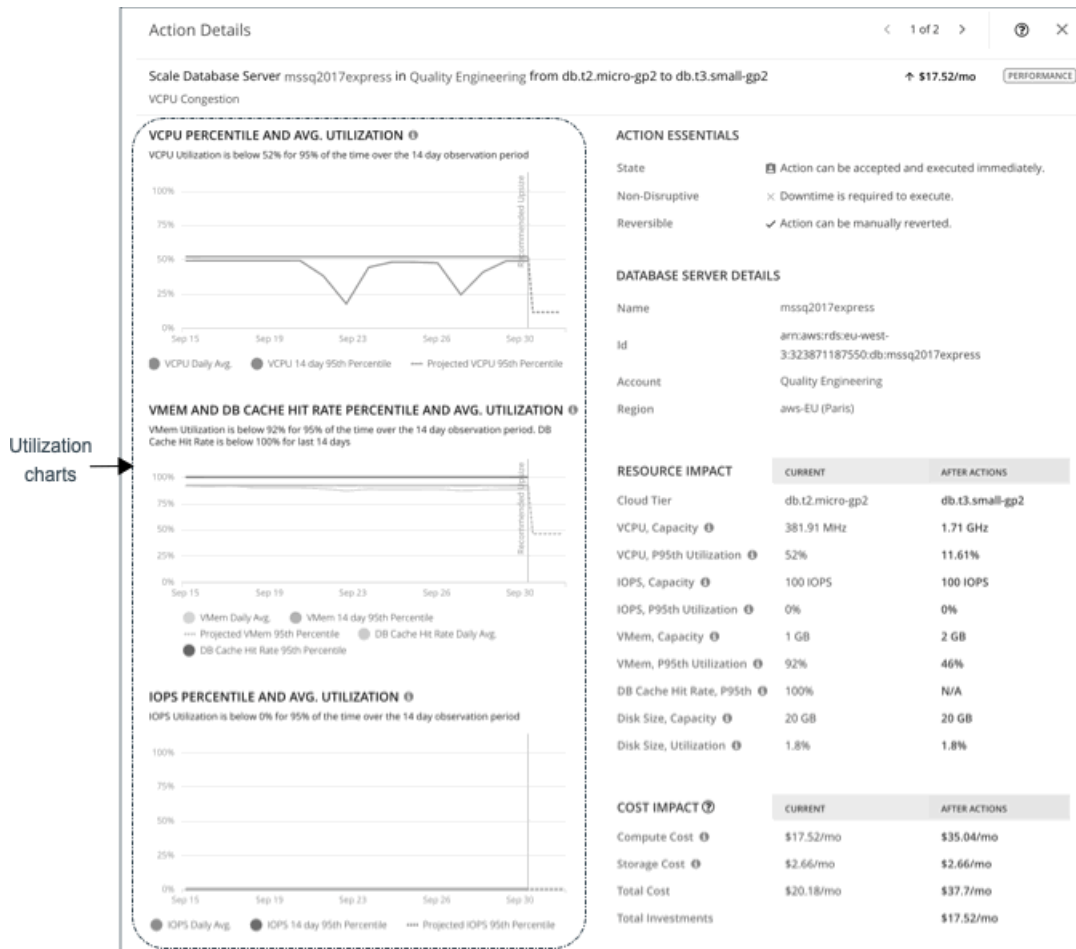 Action Details
1 of 2
Scale Database Server mssq2017express in Quality Engineering from db.t2.micro-gp2 to db.t3.small-gp2
↑ $17.52/mo
PERFORMANCE
VCPU Congestion
Utilization
charts
VCPU PERCENTILE AND AVG. UTILIZATION
VCPU Utilization is below 52% for 95% of the time over the 14 day observation period
Recommended Upsize
100%
75%
50%
25%
0%
Sep 15 Sep 19 Sep 23 Sep 26 Sep 30
VCPU Daily Avg. VCPU 14 day 95th Percentile Projected VCPU 95th Percentile
VMEM AND DB CACHE HIT RATE PERCENTILE AND AVG. UTILIZATION
VMem Utilization is below 92% for 95% of the time over the 14 day observation period. DB
Cache Hit Rate is below 100% for last 14 days
Recommended Upsize
100%
75%
50%
25%
0%
Sep 15 Sep 19 Sep 23 Sep 26 Sep 30
VMem Daily Avg. VMem 14 day 95th Percentile
Projected VMem 95th Percentile DB Cache Hit Rate Daily Avg.
DB Cache Hit Rate 95th Percentile
IOPS PERCENTILE AND AVG. UTILIZATION
IOPS Utilization is below 0% for 95% of the time over the 14 day observation period
100%
75%
50%
25%
0%
Sep 15 Sep 19 Sep 23 Sep 26 Sep 30
IOPS Daily Avg. IOPS 14 day 95th Percentile Projected IOPS 95th Percentile
ACTION ESSENTIALS
State Action can be accepted and executed immediately.
Non-Disruptive × Downtime is required to execute.
Reversible ✓ Action can be manually reverted.
DATABASE SERVER DETAILS
Name mssq2017express
Id arn:aws:rds:eu-west-
3:323871187550:db:mssq2017express
Account Quality Engineering
Region aws-EU (Paris)
RESOURCE IMPACT CURRENT AFTER ACTIONS
Cloud Tier db.t2.micro-gp2 db.t3.small-gp2
VCPU, Capacity 381.91 MHz 1.71 GHz
VCPU, P95th Utilization 52% 11.61%
IOPS, Capacity 100 IOPS 100 IOPS
IOPS, P95th Utilization 0% 0%
VMem, Capacity 1 GB 2 GB
VMem, P95th Utilization 92% 46%
DB Cache Hit Rate, P95th 100% N/A
Disk Size, Capacity 20 GB 20 GB
Disk Size, Utilization 1.8% 1.8%
COST IMPACT CURRENT AFTER ACTIONS
Compute Cost $17.52/mo $35.04/mo
Storage Cost $2.66/mo $2.66/mo
Total Cost $20.18/mo $37.7/mo
Total Investments $17.52/mo